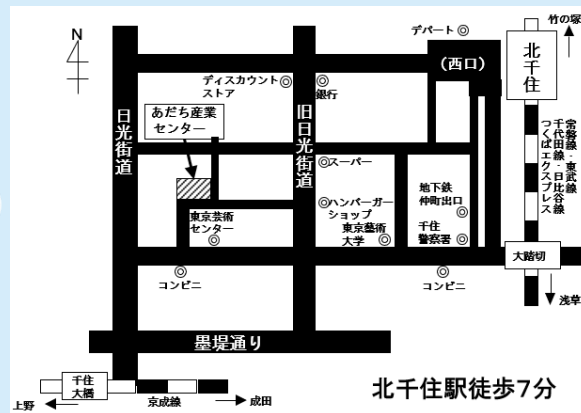 竹の塚
デパート
N
北千住
(西口)
ディスカウント
ストア
銀行
あだち産業
センター
日光街道
旧日光街道
常磐線・東武線
千代田線・日比谷線
つくばエクスプレス
スーパー
ハンバーガー
ショップ
地下鉄
仲町出口
東京芸術
センター
東京藝術
大学
千住
警察署
大踏切
コンビニ
コンビニ
浅草
墨堤通り
千住
大橋
上野
京成線
成田
北千住駅徒歩7分